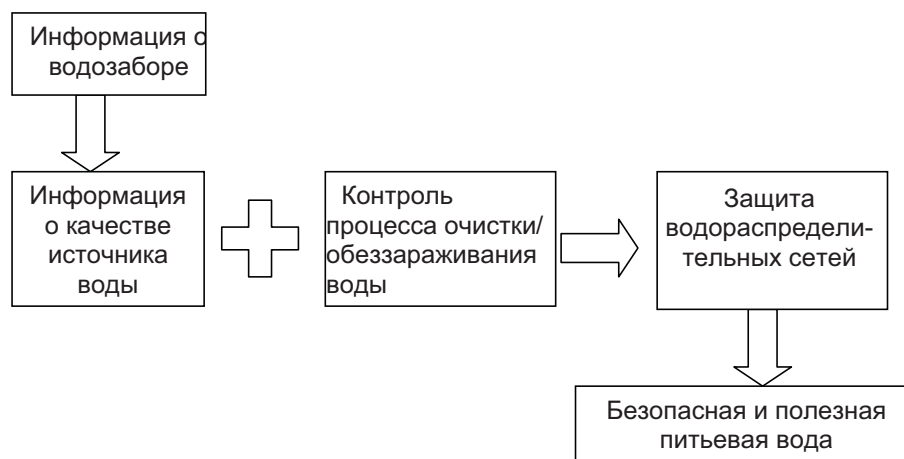 Информация о
водозаборе
Информация
о качестве
источника
воды
Контроль
процесса очистки/
обеззараживания
воды
Защита
водораспредели-
тельных сетей
Безопасная и полезная
питьевая вода